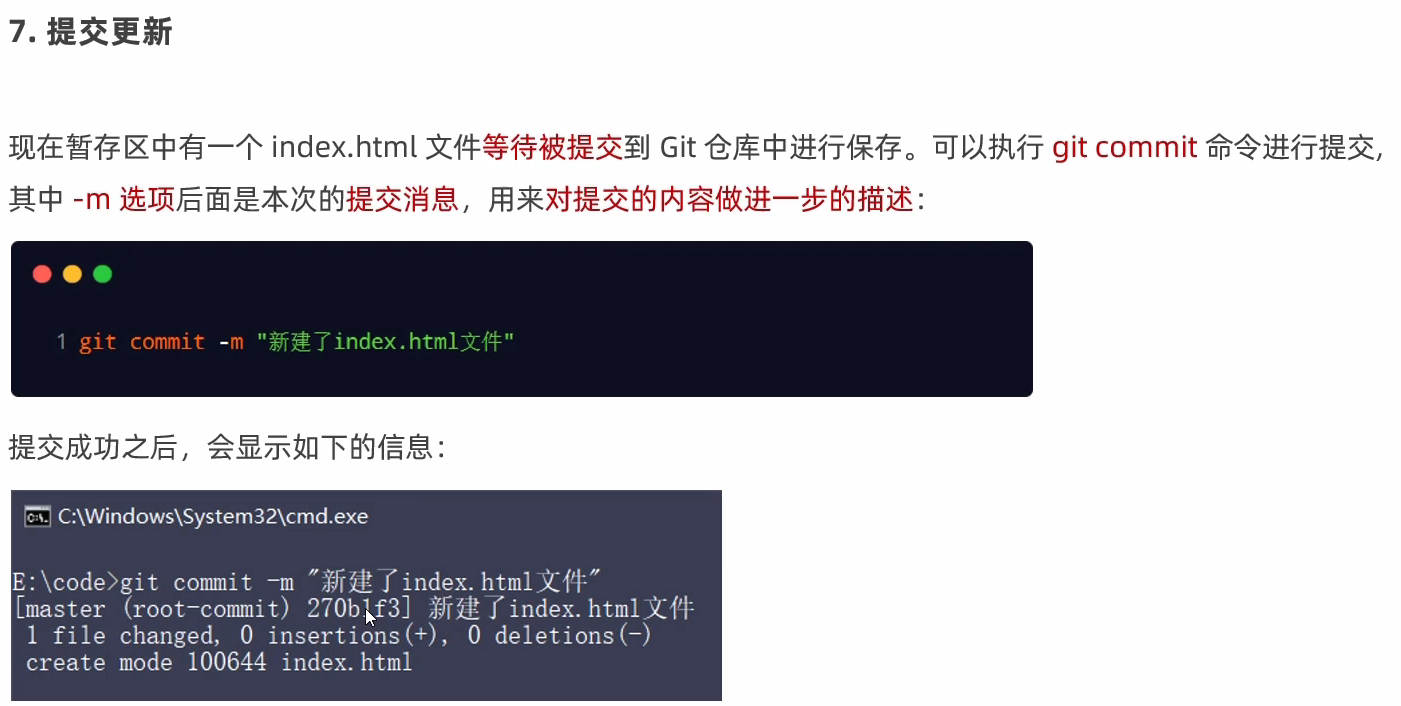 7. 提交更新
现在暂存区中有一个 index.html 文件等待被提交到 Git 仓库中进行保存。可以执行 git commit 命令进行提交,
其中 -m 选项后面是本次的提交消息，用来对提交的内容做进一步的描述：
1 git commit -m "新建了index.html文件"
提交成功之后，会显示如下的信息：
C:\Windows\System32\cmd.exe
E:\code>git commit -m "新建了index.html文件"
[master (root-commit) 270b1f3] 新建了index.html文件
1 file changed, 0 insertions(+), 0 deletions(-)
create mode 100644 index.html